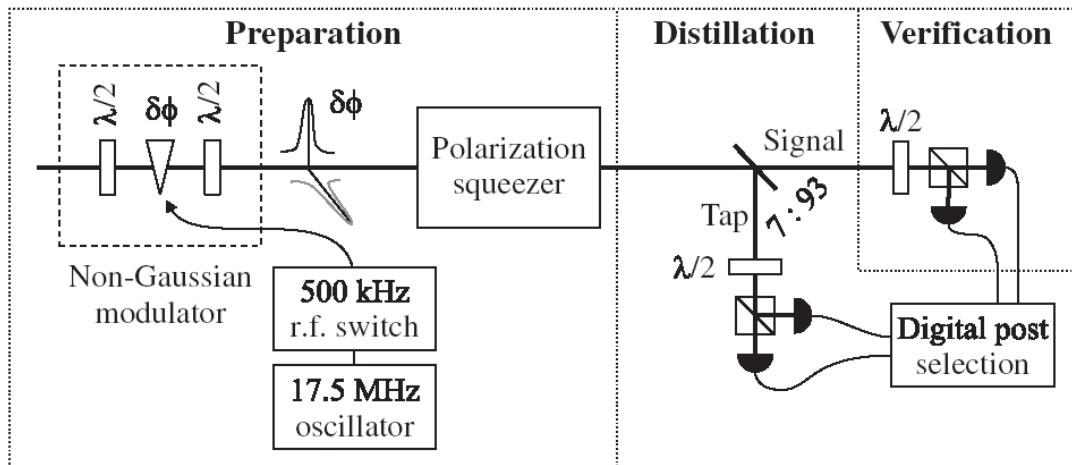 Preparation
Distillation
Verification
λ/2
δϕ
λ/2
δϕ
Polarization
squeezer
Signal
λ/2
Tap
7 : 93
λ/2
Non-Gaussian
modulator
500 kHz
r.f. switch
17.5 MHz
oscillator
Digital post
selection